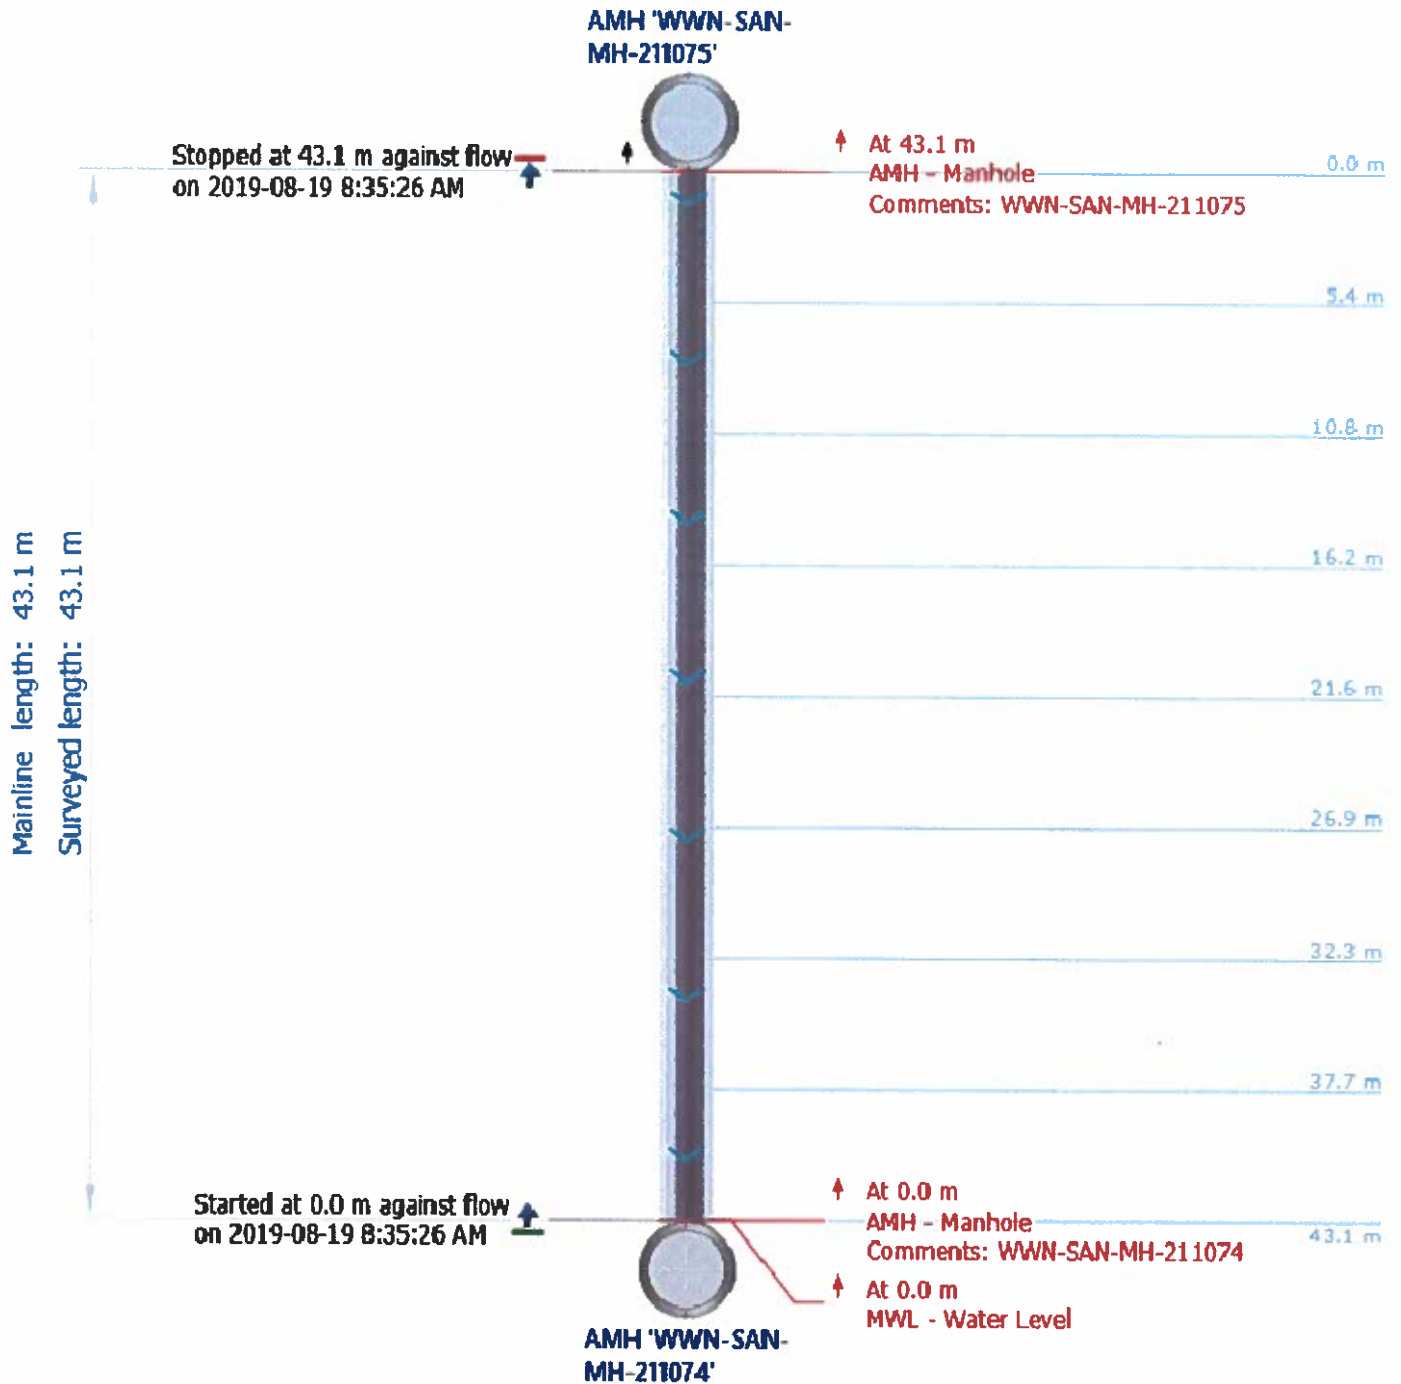 AMH 'WWN-SAN-
MH-211075'
Stopped at 43.1 m against flow
on 2019-08-19 8:35:26 AM
At 43.1 m
AMH - Manhole
Comments: WWN-SAN-MH-211075
0.0 m
5.4 m
10.8 m
16.2 m
21.6 m
26.9 m
32.3 m
37.7 m
43.1 m
Mainline length: 43.1 m
Surveyed length: 43.1 m
Started at 0.0 m against flow
on 2019-08-19 8:35:26 AM
At 0.0 m
AMH - Manhole
Comments: WWN-SAN-MH-211074
At 0.0 m
MWL - Water Level
AMH 'WWN-SAN-
MH-211074'